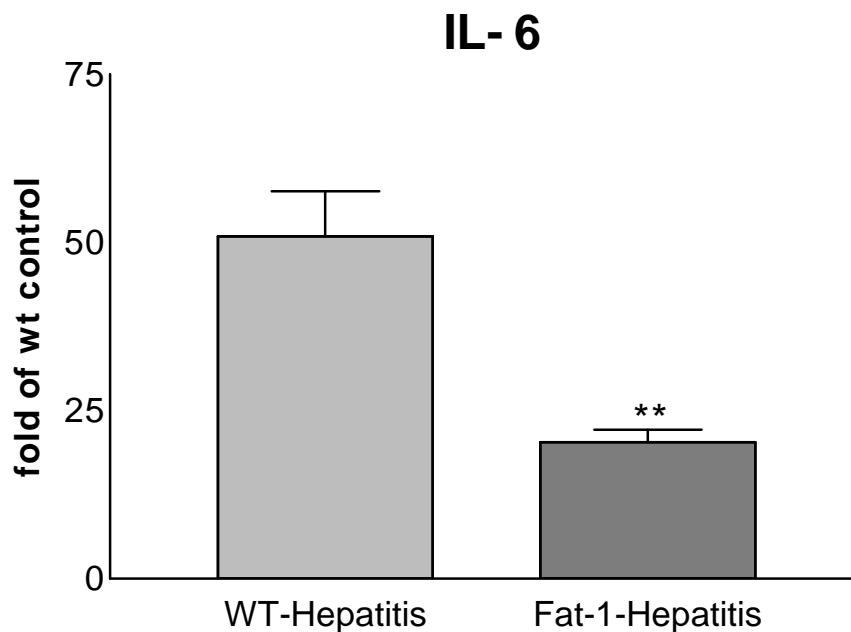 IL- 6
75
50
25
0
fold of wt control
**
WT-Hepatitis
Fat-1-Hepatitis